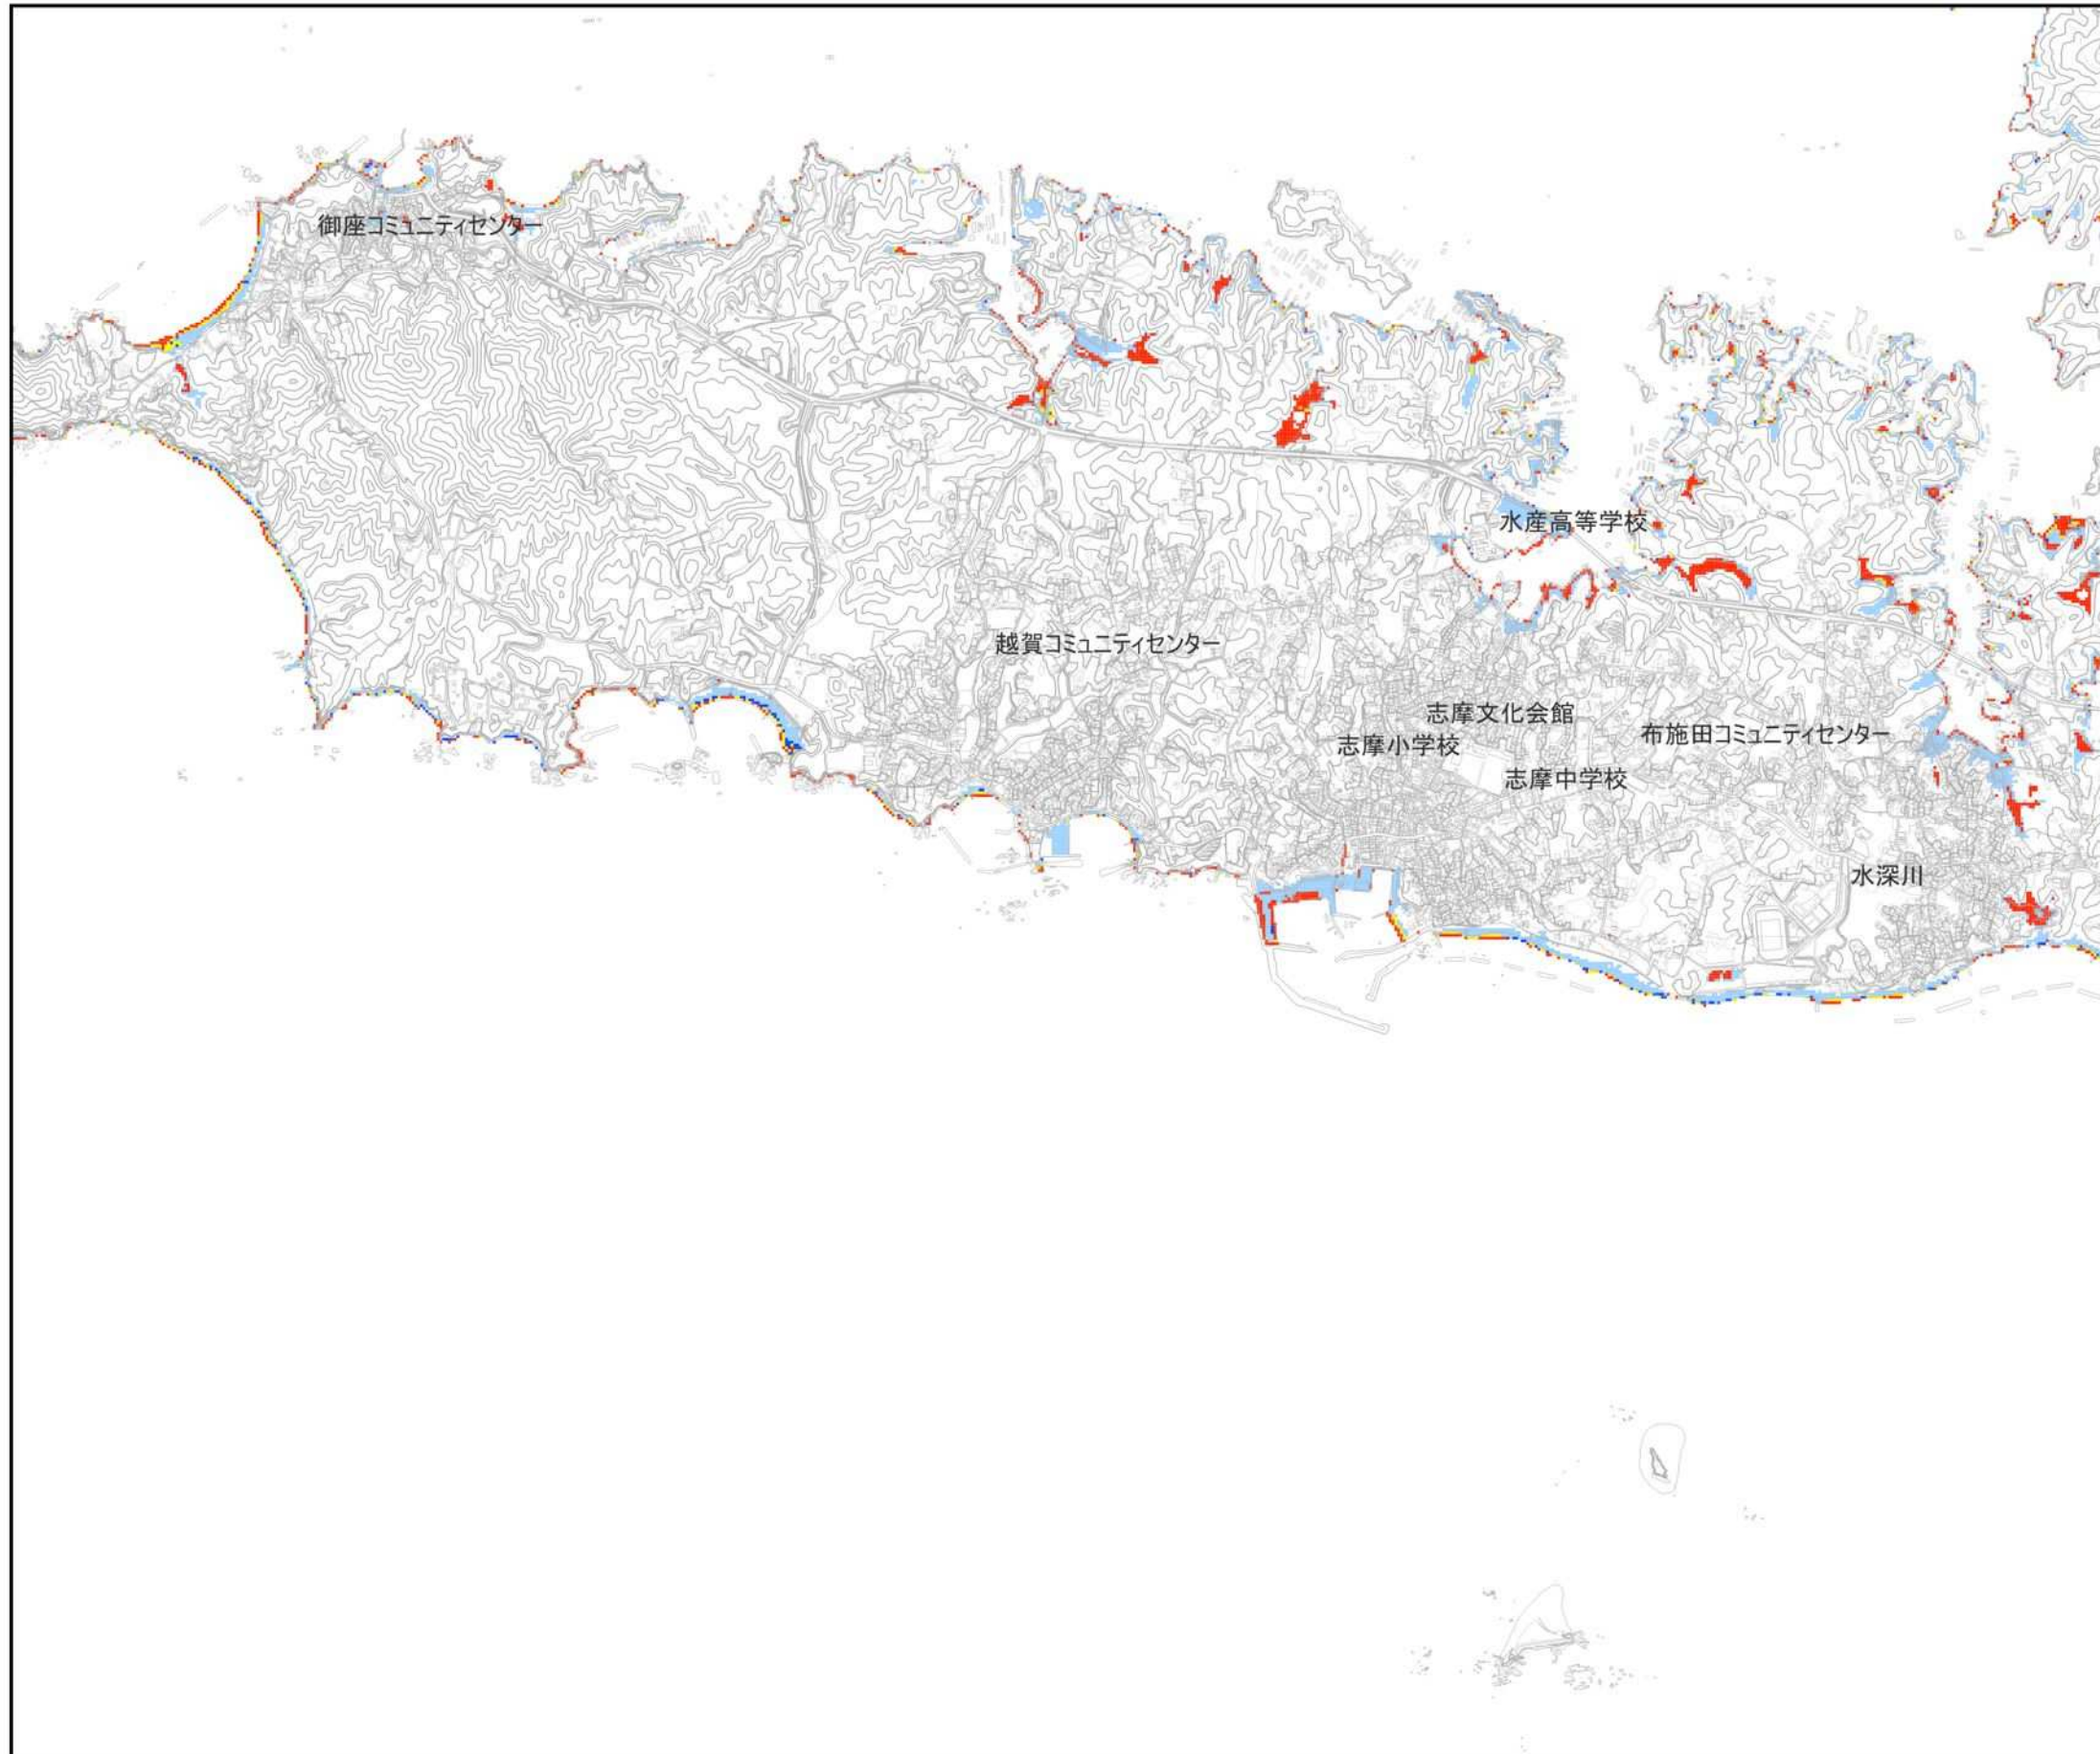 御座コミュニティセンター
水産高等学校
越賀コミュニティセンター
志摩文化会館
布施田コミュニティセンター
志摩小学校
志摩中学校
水深川